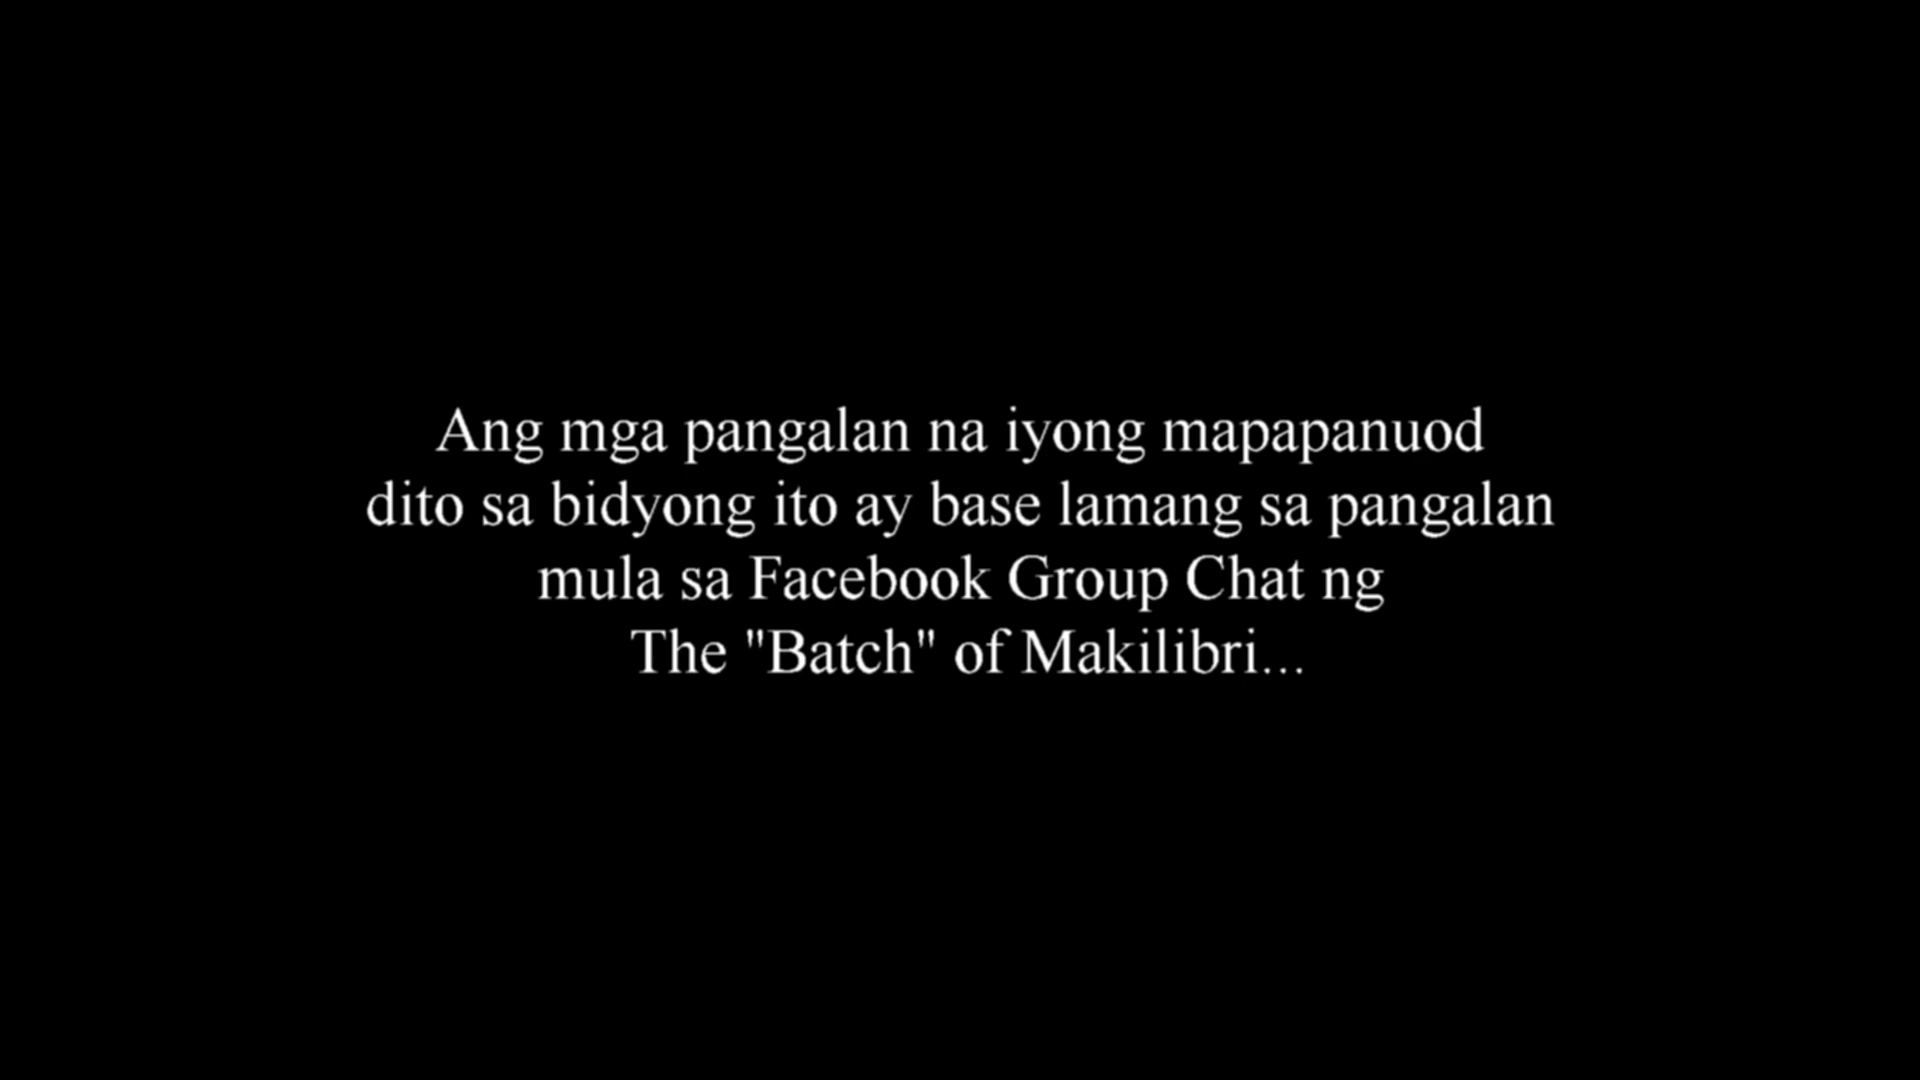 Ang mga pangalan na iyong mapapanuod
dito sa bidyong ito ay base lamang sa pangalan
mula sa Facebook Group Chat ng
The "Batch" of Makilibri...